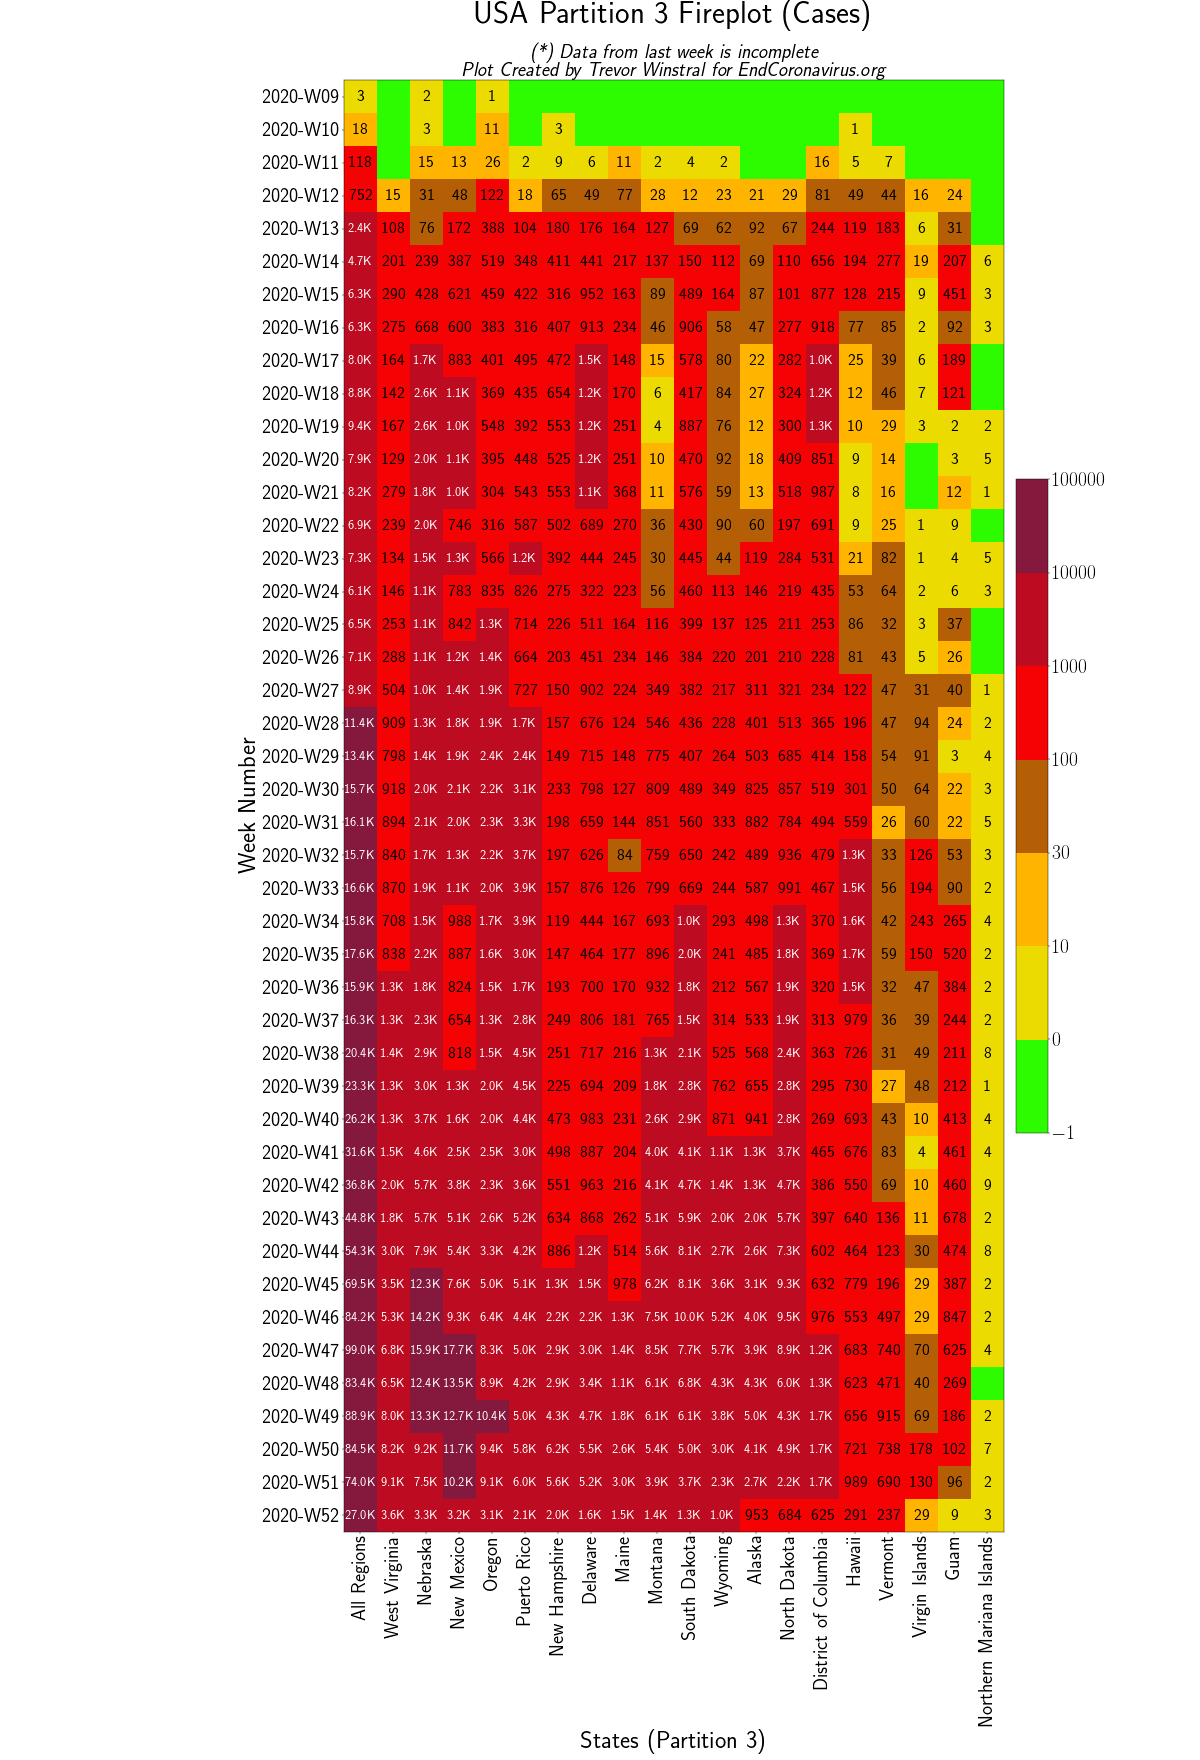 USA Partition 3 Fireplot (Cases)
(*) Data from last week is incomplete
Plot Created by Trevor Winstral for EndCoronavirus.org
2020-W09 3 2 1
2020-W10 18 3 11 3 1
2020-W11 118 15 13 26 2 9 6 11 2 4 2 16 5 7
2020-W12 752 15 31 48 122 18 65 49 77 28 12 23 21 29 81 49 44 16 24
2020-W13 2.4K 108 76 172 388 104 180 176 164 127 69 62 92 67 244 119 183 6 31
2020-W14 4.7K 201 239 387 519 348 411 441 217 137 150 112 69 110 656 194 277 19 207 6
2020-W15 6.3K 290 428 621 459 422 316 952 163 89 489 164 87 101 877 128 215 9 451 3
2020-W16 6.3K 275 668 600 383 316 407 913 234 46 906 58 47 277 918 77 85 2 92 3
2020-W17 8.0K 164 1.7K 883 401 495 472 1.5K 148 15 578 80 22 282 1.0K 25 39 6 189
2020-W18 8.8K 142 2.6K 1.1K 369 435 654 1.2K 170 6 417 84 27 324 1.2K 12 46 7 121
2020-W19 9.4K 167 2.6K 1.0K 548 392 553 1.2K 251 4 887 76 12 300 1.3K 10 29 3 2 2
2020-W20 7.9K 129 2.0K 1.1K 395 448 525 1.2K 251 10 470 92 18 409 851 9 14 3 5
2020-W21 8.2K 279 1.8K 1.0K 304 543 553 1.1K 368 11 576 59 13 518 987 8 16 12 1
2020-W22 6.9K 239 2.0K 746 316 587 502 689 270 36 430 90 60 197 691 9 25 1 9
2020-W23 7.3K 134 1.5K 1.3K 566 1.2K 392 444 245 30 445 44 119 284 531 21 82 1 4 5
2020-W24 6.1K 146 1.1K 783 835 826 275 322 223 56 460 113 146 219 435 53 64 2 6 3
2020-W25 6.5K 253 1.1K 842 1.3K 714 226 511 164 116 399 137 125 211 253 86 32 3 37
2020-W26 7.1K 288 1.1K 1.2K 1.4K 664 203 451 234 146 384 220 201 210 228 81 43 5 26
2020-W27 8.9K 504 1.0K 1.4K 1.9K 727 150 902 224 349 382 217 311 321 234 122 47 31 40 1
2020-W28 11.4K 909 1.3K 1.8K 1.9K 1.7K 157 676 124 546 436 228 401 513 365 196 47 94 24 2
2020-W29 13.4K 798 1.4K 1.9K 2.4K 2.4K 149 715 148 775 407 264 503 685 414 158 54 91 3 4
2020-W30 15.7K 918 2.0K 2.1K 2.2K 3.1K 233 798 127 809 489 349 825 857 519 301 50 64 22 3
2020-W31 16.1K 894 2.1K 2.0K 2.3K 3.3K 198 659 144 851 560 333 882 784 494 559 26 60 22 5
2020-W32 15.7K 840 1.7K 1.3K 2.2K 3.7K 197 626 84 759 650 242 489 936 479 1.3K 33 126 53 3
2020-W33 16.6K 870 1.9K 1.1K 2.0K 3.9K 157 876 126 799 669 244 587 991 467 1.5K 56 194 90 2
2020-W34 15.8K 708 1.5K 988 1.7K 3.9K 119 444 167 693 1.0K 293 498 1.3K 370 1.6K 42 243 265 4
2020-W35 17.6K 838 2.2K 887 1.6K 3.0K 147 464 177 896 2.0K 241 485 1.8K 369 1.7K 59 150 520 2
2020-W36 15.9K 1.3K 1.8K 824 1.5K 1.7K 193 700 170 932 1.8K 212 567 1.9K 320 1.5K 32 47 384 2
2020-W37 16.3K 1.3K 2.3K 654 1.3K 2.8K 249 806 181 765 1.5K 314 533 1.9K 313 979 36 39 244 2
2020-W38 20.4K 1.4K 2.9K 818 1.5K 4.5K 251 717 216 1.3K 2.1K 525 568 2.4K 363 726 31 49 211 8
2020-W39 23.3K 1.3K 3.0K 1.3K 2.0K 4.5K 225 694 209 1.8K 2.8K 762 655 2.8K 295 730 27 48 212 1
2020-W40 26.2K 1.3K 3.7K 1.6K 2.0K 4.4K 473 983 231 2.6K 2.9K 871 941 2.8K 269 693 43 10 413 4
2020-W41 31.6K 1.5K 4.6K 2.5K 2.5K 3.0K 498 887 204 4.0K 4.1K 1.1K 1.3K 3.7K 465 676 83 4 461 4
2020-W42 36.8K 2.0K 5.7K 3.8K 2.3K 3.6K 551 963 216 4.1K 4.7K 1.4K 1.3K 4.7K 386 550 69 10 460 9
2020-W43 44.8K 1.8K 5.7K 5.1K 2.6K 5.2K 634 868 262 5.1K 5.9K 2.0K 2.0K 5.7K 397 640 136 11 678 2
2020-W44 54.3K 3.0K 7.9K 5.4K 3.3K 4.2K 886 1.2K 514 5.6K 8.1K 2.7K 2.6K 7.3K 602 464 123 30 474 8
2020-W45 69.5K 3.5K 12.3K 7.6K 5.0K 5.1K 1.3K 1.5K 978 6.2K 8.1K 3.6K 3.1K 9.3K 632 779 196 29 387 2
2020-W46 84.2K 5.3K 14.2K 9.3K 6.4K 4.4K 2.2K 2.2K 1.3K 7.5K 10.0K 5.2K 4.0K 9.5K 976 553 497 29 847 2
2020-W47 99.0K 6.8K 15.9K 17.7K 8.3K 5.0K 2.9K 3.0K 1.4K 8.5K 7.7K 5.7K 3.9K 8.9K 1.2K 683 740 70 625 4
2020-W48 83.4K 6.5K 12.4K 13.5K 8.9K 4.2K 2.9K 3.4K 1.1K 6.1K 6.8K 4.3K 4.3K 6.0K 1.3K 623 471 40 269
2020-W49 88.9K 8.0K 13.3K 12.7K 10.4K 5.0K 4.3K 4.7K 1.8K 6.1K 6.1K 3.8K 5.0K 4.3K 1.7K 656 915 69 186 2
2020-W50 84.5K 8.2K 9.2K 11.7K 9.4K 5.8K 6.2K 5.5K 2.6K 5.4K 5.0K 3.0K 4.1K 4.9K 1.7K 721 738 178 102 7
2020-W51 74.0K 9.1K 7.5K 10.2K 9.1K 6.0K 5.6K 5.2K 3.0K 3.9K 3.7K 2.3K 2.7K 2.2K 1.7K 989 690 130 96 2
2020-W52 27.0K 3.6K 3.3K 3.2K 3.1K 2.1K 2.0K 1.6K 1.5K 1.4K 1.3K 1.0K 953 684 625 291 237 29 9 3
Week Number
All Regions
West Virginia
Nebraska
New Mexico
Oregon
Puerto Rico
New Hampshire
Delaware
Maine
Montana
South Dakota
Wyoming
Alaska
North Dakota
District of Columbia
Hawaii
Vermont
Virgin Islands
Guam
Northern Mariana Islands
States (Partition 3)
100000
10000
1000
100
30
10
0
−1